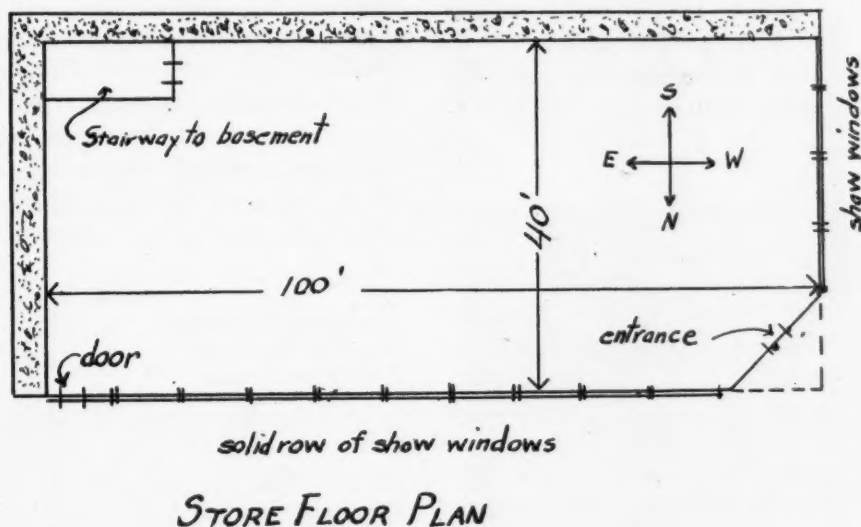 Stairway to basement
S
E W
N
show windows
40'
100'
entrance
door
solid row of show windows
STORE FLOOR PLAN